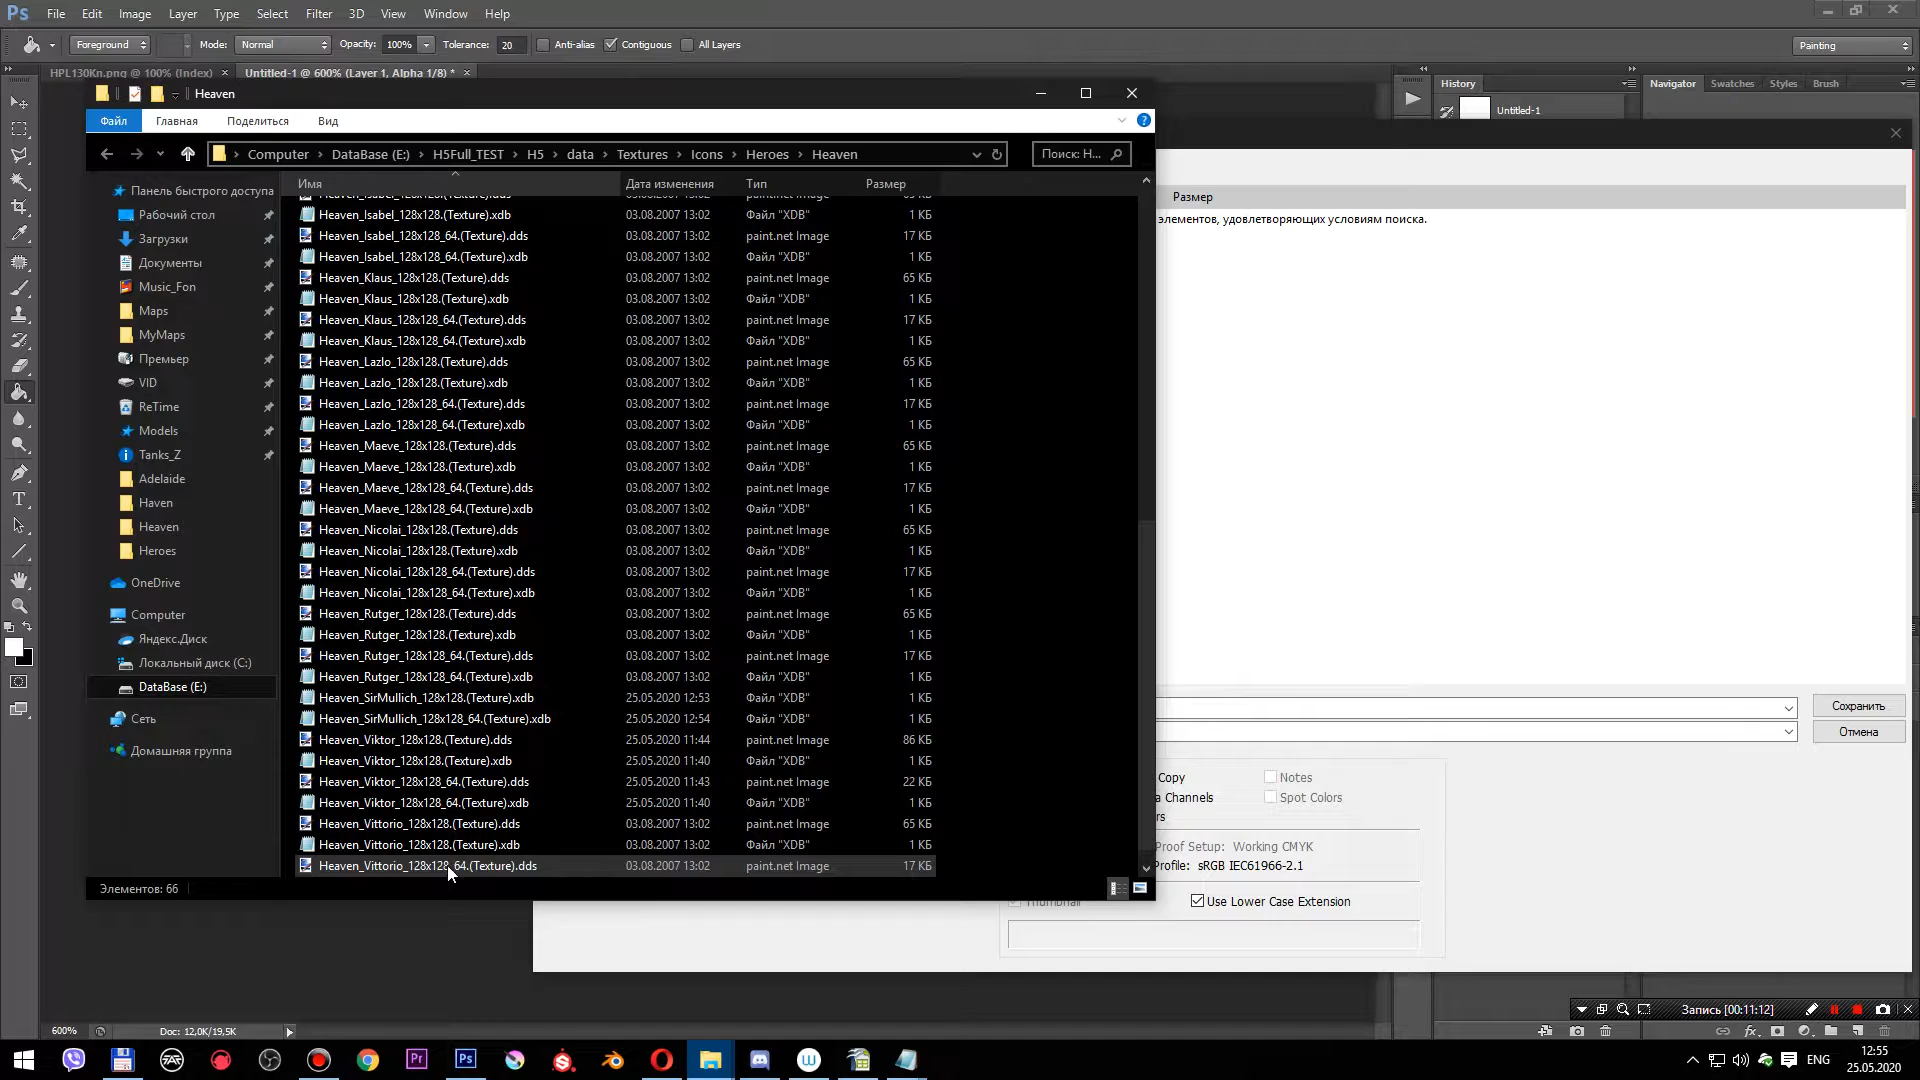 Ps File Edit Image Layer Type Select Filter 3D View Window Help
Foreground Mode: Normal Opacity: 100% Tolerance: 20 Anti-alias Contiguous All Layers Painting
HPL130Kn.png @ 100% (Index) × Untitled-1 @ 600% (Layer 1, Alpha 1/8) * ×
History Navigator Swatches Styles Brush
Untitled-1
Heaven
Файл Главная Поделиться Вид
Computer › DataBase (E:) › H5Full_TEST › H5 › data › Textures › Icons › Heroes › Heaven
Поиск: H...
Имя Дата изменения Тип Размер
Размер
элементов, удовлетворяющих условиям поиска.
Панель быстрого доступа
Рабочий стол
Загрузки
Документы
Music_Fon
Maps
MyMaps
Премьер
VID
ReTime
Models
Tanks_Z
Adelaide
Haven
Heaven
Heroes
OneDrive
Computer
Яндекс.Диск
Локальный диск (C:)
DataBase (E:)
Сеть
Домашняя группа
Heaven_Isabel_128x128.(Texture).xdb 03.08.2007 13:02 Файл "XDB" 1 КБ
Heaven_Isabel_128x128_64.(Texture).dds 03.08.2007 13:02 paint.net Image 17 КБ
Heaven_Isabel_128x128_64.(Texture).xdb 03.08.2007 13:02 Файл "XDB" 1 КБ
Heaven_Klaus_128x128.(Texture).dds 03.08.2007 13:02 paint.net Image 65 КБ
Heaven_Klaus_128x128.(Texture).xdb 03.08.2007 13:02 Файл "XDB" 1 КБ
Heaven_Klaus_128x128_64.(Texture).dds 03.08.2007 13:02 paint.net Image 17 КБ
Heaven_Klaus_128x128_64.(Texture).xdb 03.08.2007 13:02 Файл "XDB" 1 КБ
Heaven_Lazlo_128x128.(Texture).dds 03.08.2007 13:02 paint.net Image 65 КБ
Heaven_Lazlo_128x128.(Texture).xdb 03.08.2007 13:02 Файл "XDB" 1 КБ
Heaven_Lazlo_128x128_64.(Texture).dds 03.08.2007 13:02 paint.net Image 17 КБ
Heaven_Lazlo_128x128_64.(Texture).xdb 03.08.2007 13:02 Файл "XDB" 1 КБ
Heaven_Maeve_128x128.(Texture).dds 03.08.2007 13:02 paint.net Image 65 КБ
Heaven_Maeve_128x128.(Texture).xdb 03.08.2007 13:02 Файл "XDB" 1 КБ
Heaven_Maeve_128x128_64.(Texture).dds 03.08.2007 13:02 paint.net Image 17 КБ
Heaven_Maeve_128x128_64.(Texture).xdb 03.08.2007 13:02 Файл "XDB" 1 КБ
Heaven_Nicolai_128x128.(Texture).dds 03.08.2007 13:02 paint.net Image 65 КБ
Heaven_Nicolai_128x128.(Texture).xdb 03.08.2007 13:02 Файл "XDB" 1 КБ
Heaven_Nicolai_128x128_64.(Texture).dds 03.08.2007 13:02 paint.net Image 17 КБ
Heaven_Nicolai_128x128_64.(Texture).xdb 03.08.2007 13:02 Файл "XDB" 1 КБ
Heaven_Rutger_128x128.(Texture).dds 03.08.2007 13:02 paint.net Image 65 КБ
Heaven_Rutger_128x128.(Texture).xdb 03.08.2007 13:02 Файл "XDB" 1 КБ
Heaven_Rutger_128x128_64.(Texture).dds 03.08.2007 13:02 paint.net Image 17 КБ
Heaven_Rutger_128x128_64.(Texture).xdb 03.08.2007 13:02 Файл "XDB" 1 КБ
Heaven_SirMullich_128x128.(Texture).xdb 25.05.2020 12:53 Файл "XDB" 1 КБ
Heaven_SirMullich_128x128_64.(Texture).xdb 25.05.2020 12:54 Файл "XDB" 1 КБ
Heaven_Viktor_128x128.(Texture).dds 25.05.2020 11:44 paint.net Image 86 КБ
Heaven_Viktor_128x128.(Texture).xdb 25.05.2020 11:40 Файл "XDB" 1 КБ
Heaven_Viktor_128x128_64.(Texture).dds 25.05.2020 11:43 paint.net Image 22 КБ
Heaven_Viktor_128x128_64.(Texture).xdb 25.05.2020 11:40 Файл "XDB" 1 КБ
Heaven_Vittorio_128x128.(Texture).dds 03.08.2007 13:02 paint.net Image 65 КБ
Heaven_Vittorio_128x128.(Texture).xdb 03.08.2007 13:02 Файл "XDB" 1 КБ
Heaven_Vittorio_128x128_64.(Texture).dds 03.08.2007 13:02 paint.net Image 17 КБ
Элементов: 66
Сохранить
Отмена
Copy Notes
a Channels Spot Colors
rs
Proof Setup: Working CMYK
Profile: sRGB IEC61966-2.1
Thumbnail Use Lower Case Extension
Запись [00:11:12]
600% Doc: 12,0K/19,5K
Pr Ps ENG
12:55
25.05.2020